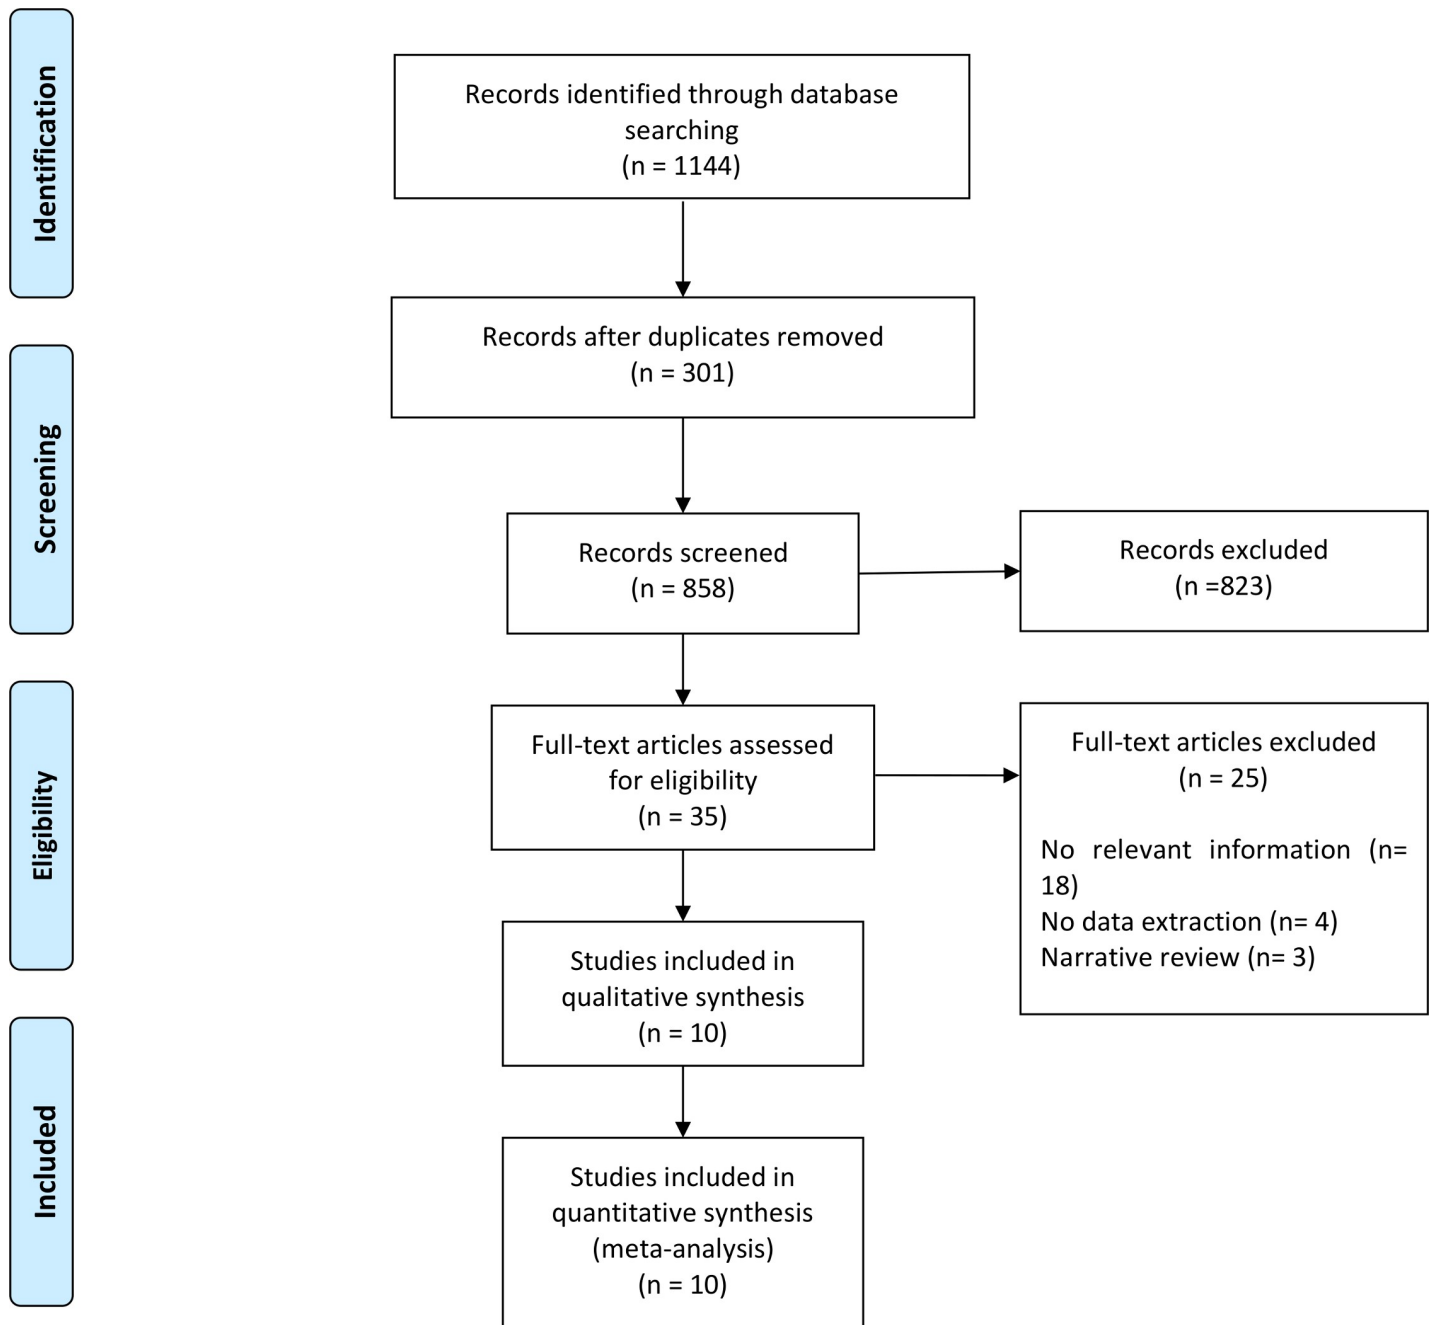 Identification
Records identified through database
searching
(n = 1144)
Records after duplicates removed
(n = 301)
Screening
Records screened
(n = 858)
Records excluded
(n =823)
Eligibility
Full-text articles assessed
for eligibility
(n = 35)
Full-text articles excluded
(n = 25)
No relevant information (n=
18)
No data extraction (n= 4)
Narrative review (n= 3)
Studies included in
qualitative synthesis
(n = 10)
Included
Studies included in
quantitative synthesis
(meta-analysis)
(n = 10)